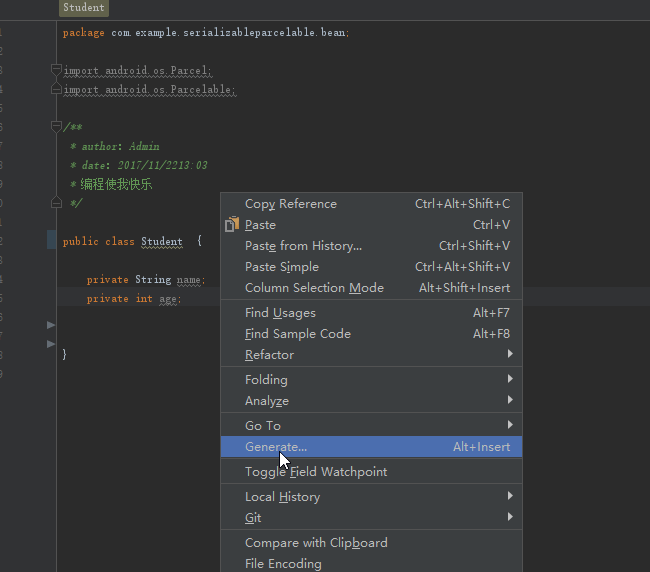 Student
package com.example.serializableparcelable.bean;
import android.os.Parcel;
import android.os.Parcelable;
/**
* author: Admin
* date: 2017/11/2213:03
* 编程使我快乐
*/
public class Student {
private String name;
private int age;
}
Copy Reference Ctrl+Alt+Shift+C
Paste Ctrl+V
Paste from History... Ctrl+Shift+V
Paste Simple Ctrl+Alt+Shift+V
Column Selection Mode Alt+Shift+Insert
Find Usages Alt+F7
Find Sample Code Alt+F8
Refactor
Folding
Analyze
Go To
Generate... Alt+Insert
Toggle Field Watchpoint
Local History
Git
Compare with Clipboard
File Encoding